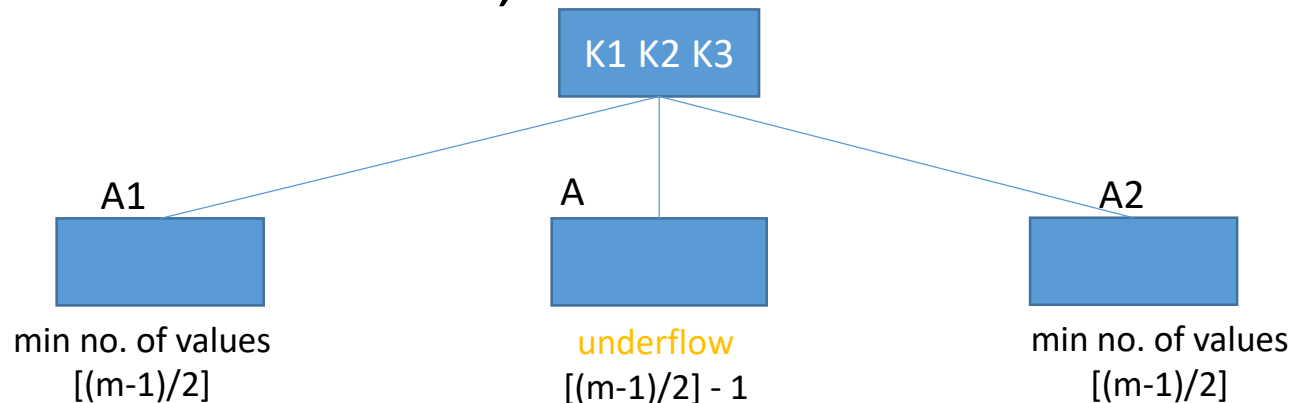 K1 K2 K3
A1
A
A2
min no. of values
[(m-1)/2]
underflow
[(m-1)/2] - 1
min no. of values
[(m-1)/2]